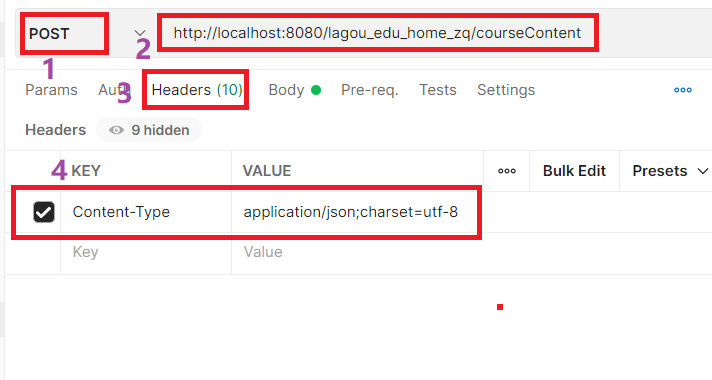 POST http://localhost:8080/lagou_edu_home_zq/courseContent
1 2
Params Auth 3 Headers (10) Body Pre-req. Tests Settings ooo
Headers 9 hidden
4 KEY VALUE ooo Bulk Edit Presets
Content-Type application/json;charset=utf-8
Key Value